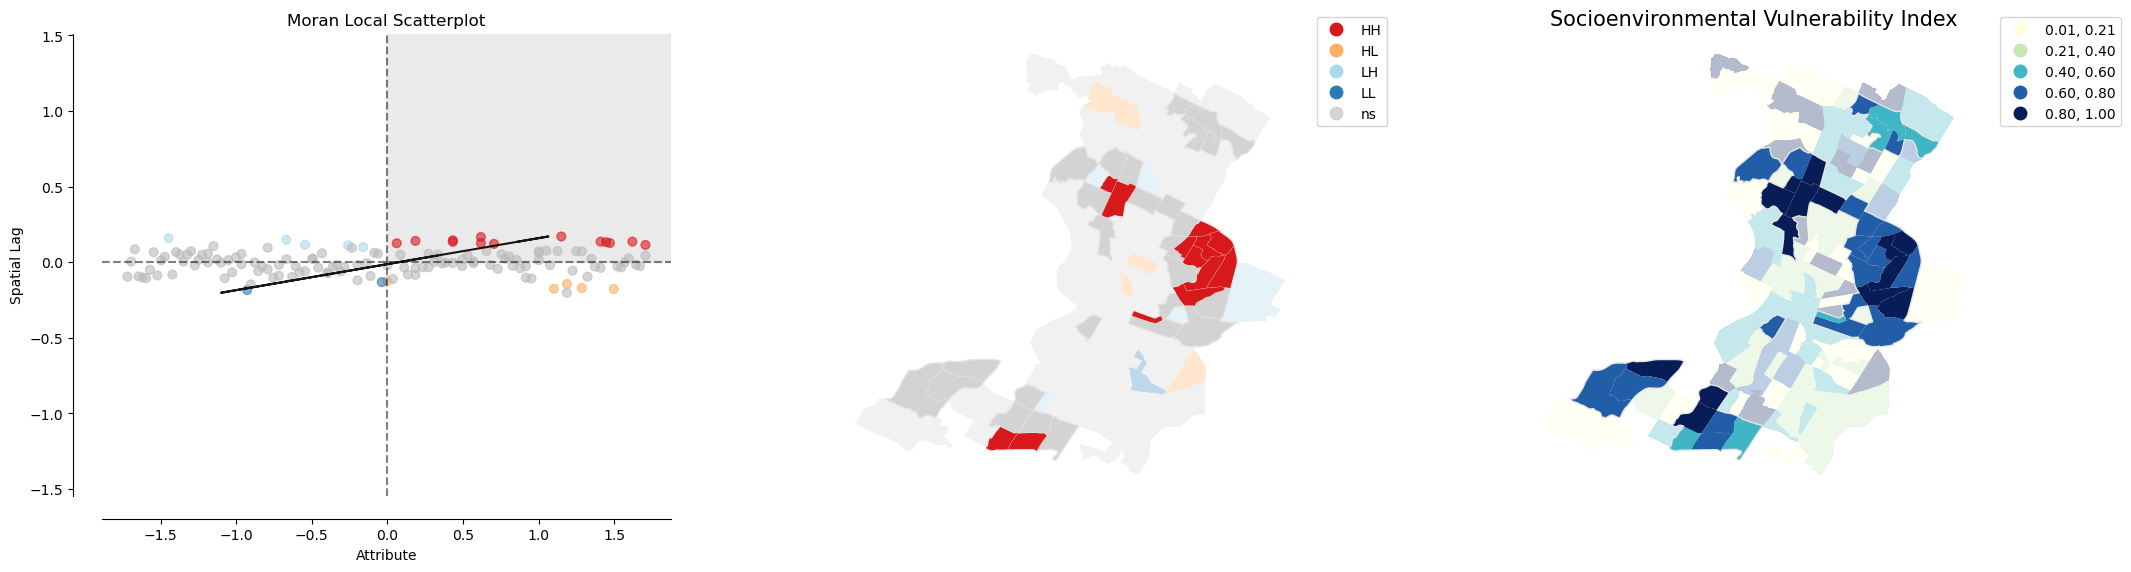 Moran Local Scatterplot
1.5
1.0
0.5
0.0
−0.5
−1.0
−1.5
Spatial Lag
−1.5 −1.0 −0.5 0.0 0.5 1.0 1.5
Attribute
HH
HL
LH
LL
ns
Socioenvironmental Vulnerability Index
0.01, 0.21
0.21, 0.40
0.40, 0.60
0.60, 0.80
0.80, 1.00